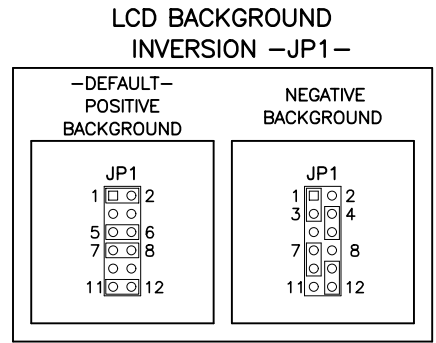 LCD BACKGROUND
INVERSION -JP1-
-DEFAULT-
POSITIVE
BACKGROUND
JP1
1 2
5 6
7 8
11 12
NEGATIVE
BACKGROUND
JP1
1 2
3 4
7 8
11 12